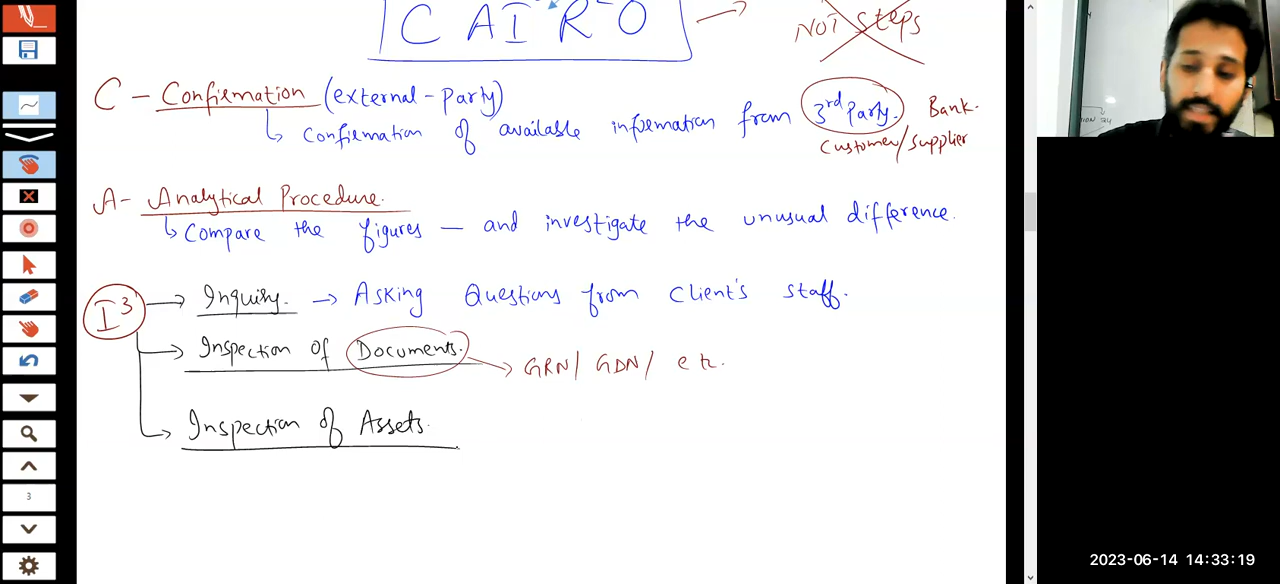 C A I R O → NOT steps
C - Confirmation (external-party)
↳ Confirmation of available information from 3rd Party. Bank-
Customer/Supplier
A- Analytical Procedure.
↳ Compare the figures — and investigate the unusual difference.
I³ → Inquiry. → Asking Questions from Client's staff.
→ Inspection of Documents. → GRN/ GDN/ etc.
→ Inspection of Assets.
3
2023-06-14 14:33:19